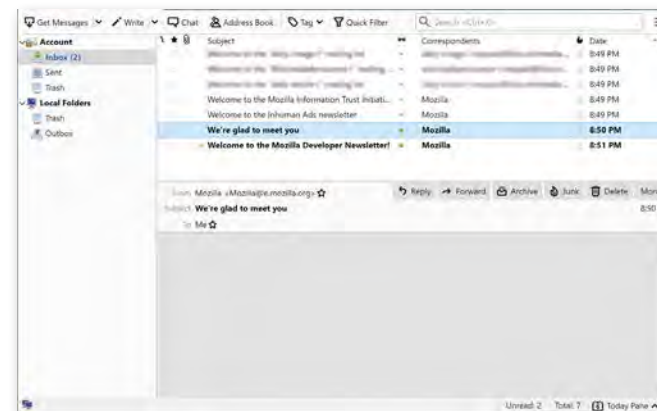 Get Messages Write Chat Address Book Tag Quick Filter Search <Ctrl+K>
Account
Inbox (2)
Sent
Trash
Local Folders
Trash
Outbox
Subject Correspondents Date
8:49 PM
8:49 PM
8:49 PM
Welcome to the Mozilla Information Trust Initiati... Mozilla 8:49 PM
Welcome to the Inhuman Ads newsletter Mozilla 8:49 PM
We're glad to meet you Mozilla 8:50 PM
Welcome to the Mozilla Developer Newsletter! Mozilla 8:51 PM
From Mozilla <Mozilla@e.mozilla.org> Reply Forward Archive Junk Delete Mor
Subject We're glad to meet you 8:50
To Me
Unread: 2 Total: 7 Today Pane